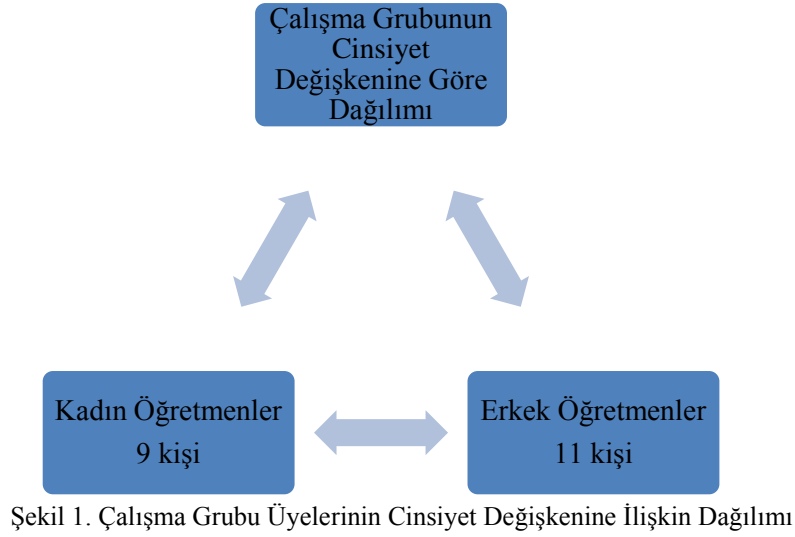 Çalışma Grubunun
Cinsiyet
Değişkenine Göre
Dağılımı
Kadın Öğretmenler
9 kişi
Erkek Öğretmenler
11 kişi
Şekil 1. Çalışma Grubu Üyelerinin Cinsiyet Değişkenine İlişkin Dağılımı